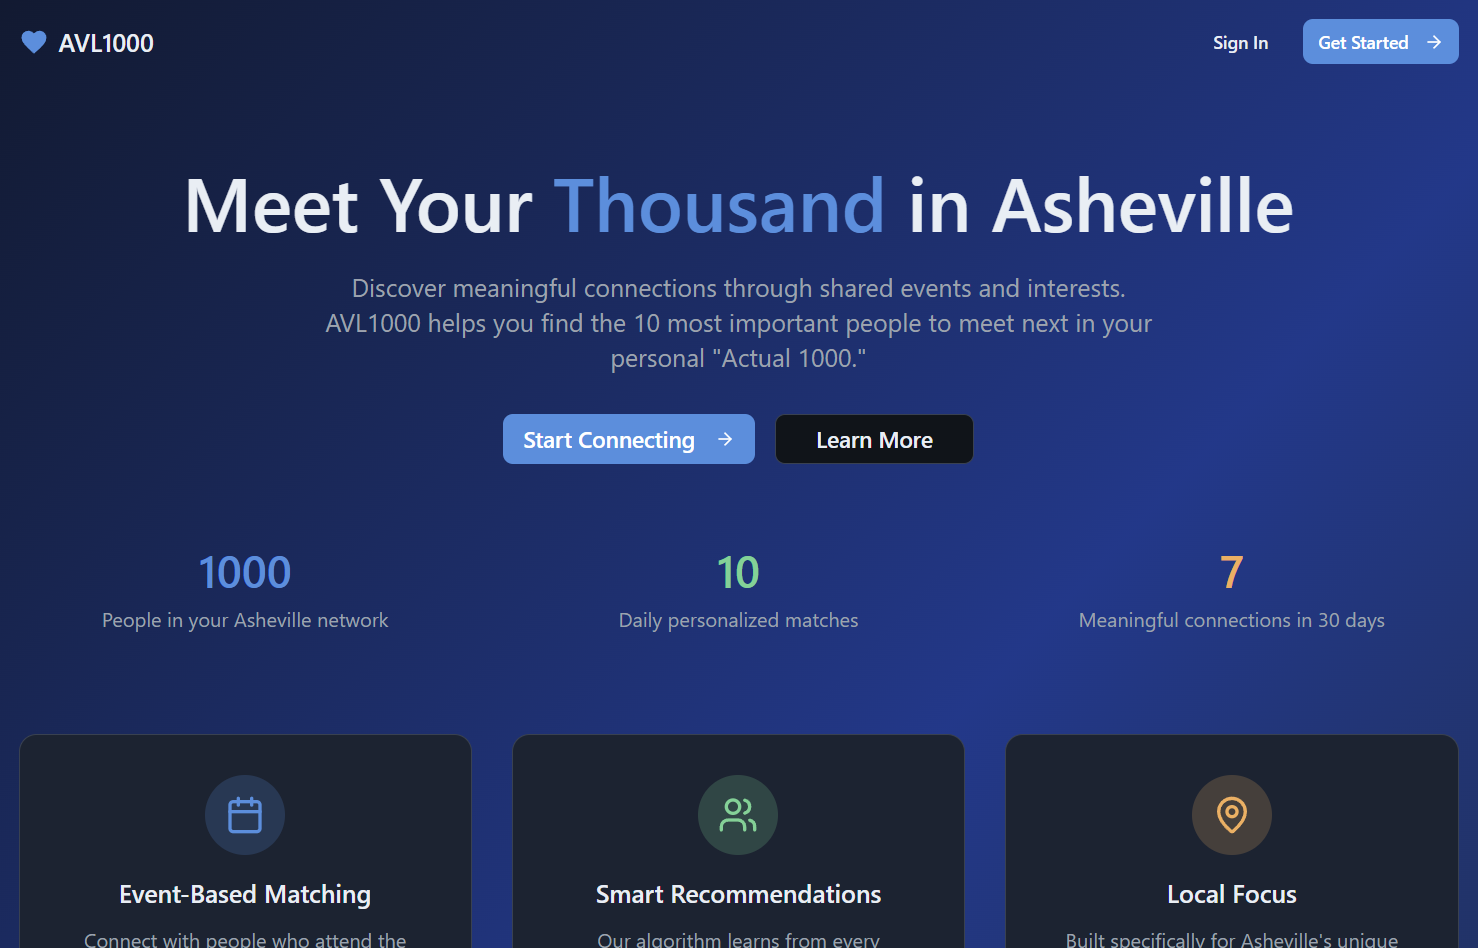 AVL1000
Sign In
Get Started
Meet Your Thousand in Asheville
Discover meaningful connections through shared events and interests.
AVL1000 helps you find the 10 most important people to meet next in your
personal "Actual 1000."
Start Connecting
Learn More
1000
People in your Asheville network
10
Daily personalized matches
7
Meaningful connections in 30 days
Event-Based Matching
Connect with people who attend the
Smart Recommendations
Our algorithm learns from every
Local Focus
Built specifically for Asheville's unique